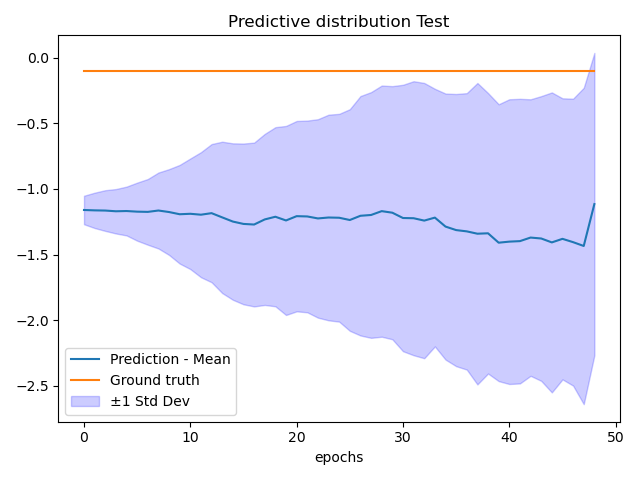 Predictive distribution Test
0.0
−0.5
−1.0
−1.5
−2.0
−2.5
Prediction - Mean
Ground truth
±1 Std Dev
0 10 20 30 40 50
epochs